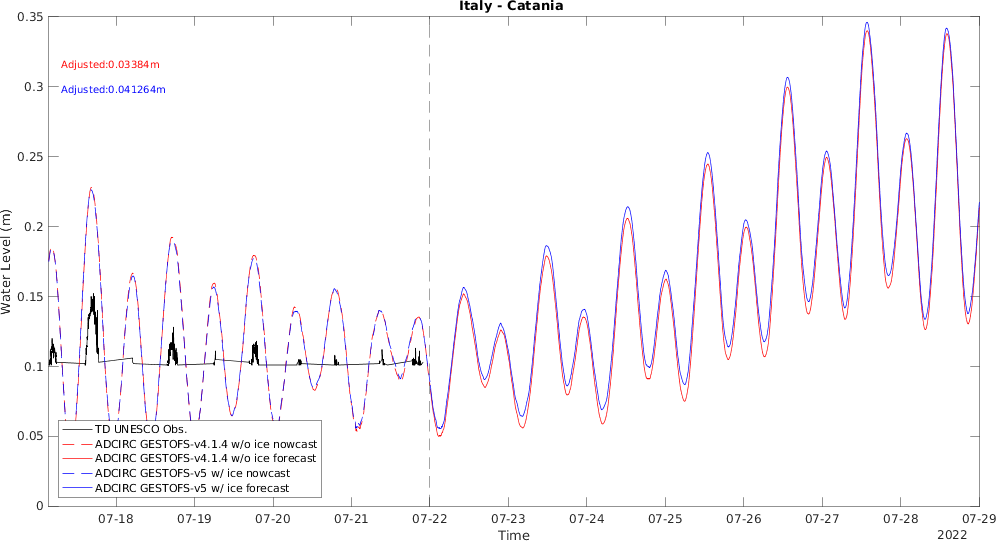 Italy - Catania
0.35
0.3
0.25
0.2
0.15
0.1
0.05
0
Water Level (m)
Adjusted:0.03384m
Adjusted:0.041264m
TD UNESCO Obs.
ADCIRC GESTOFS-v4.1.4 w/o ice nowcast
ADCIRC GESTOFS-v4.1.4 w/o ice forecast
ADCIRC GESTOFS-v5 w/ ice nowcast
ADCIRC GESTOFS-v5 w/ ice forecast
07-18 07-19 07-20 07-21 07-22 07-23 07-24 07-25 07-26 07-27 07-28 07-29
Time
2022